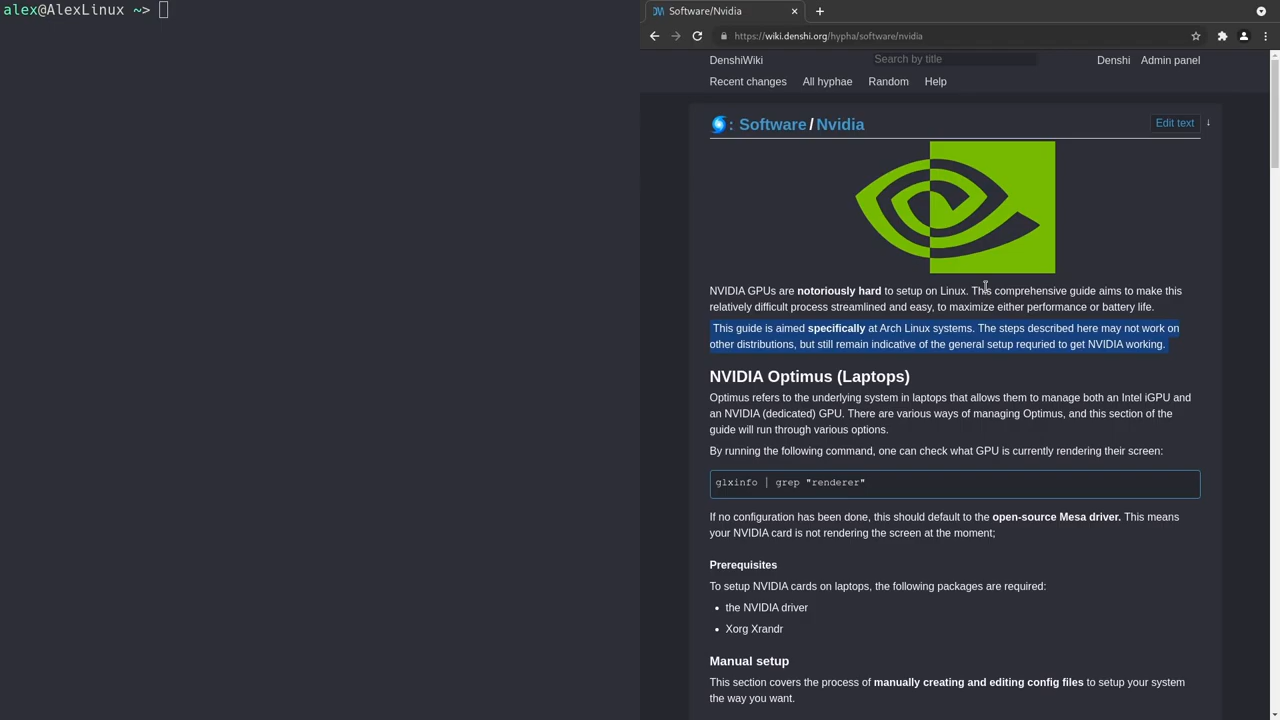 alex@AlexLinux ~>
Software/Nvidia
https://wiki.denshi.org/hypha/software/nvidia
DenshiWiki
Search by title
Denshi Admin panel
Recent changes All hyphae Random Help
: Software / Nvidia
Edit text ↓
NVIDIA GPUs are notoriously hard to setup on Linux. This comprehensive guide aims to make this
relatively difficult process streamlined and easy, to maximize either performance or battery life.
This guide is aimed specifically at Arch Linux systems. The steps described here may not work on
other distributions, but still remain indicative of the general setup requried to get NVIDIA working.
NVIDIA Optimus (Laptops)
Optimus refers to the underlying system in laptops that allows them to manage both an Intel iGPU and
an NVIDIA (dedicated) GPU. There are various ways of managing Optimus, and this section of the
guide will run through various options.
By running the following command, one can check what GPU is currently rendering their screen:
glxinfo | grep "renderer"
If no configuration has been done, this should default to the open-source Mesa driver. This means
your NVIDIA card is not rendering the screen at the moment;
Prerequisites
To setup NVIDIA cards on laptops, the following packages are required:
• the NVIDIA driver
• Xorg Xrandr
Manual setup
This section covers the process of manually creating and editing config files to setup your system
the way you want.